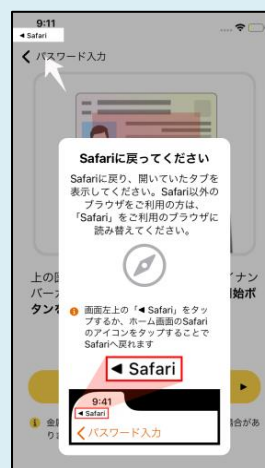 9:11
◀ Safari
パスワード入力
Safariに戻ってください
Safariに戻り、開いていたタブを
表示してください。Safari以外の
ブラウザをご利用の方は、
「Safari」をご利用のブラウザに
読み替えてください。
上の
イナン
バー
始ボ
タンを
画面左上の「◀ Safari」をタッ
プするか、ホーム画面のSafari
のアイコンをタップすることで
Safariへ戻れます
◀ Safari
9:41
◀ Safari
パスワード入力
金
場合があ
り